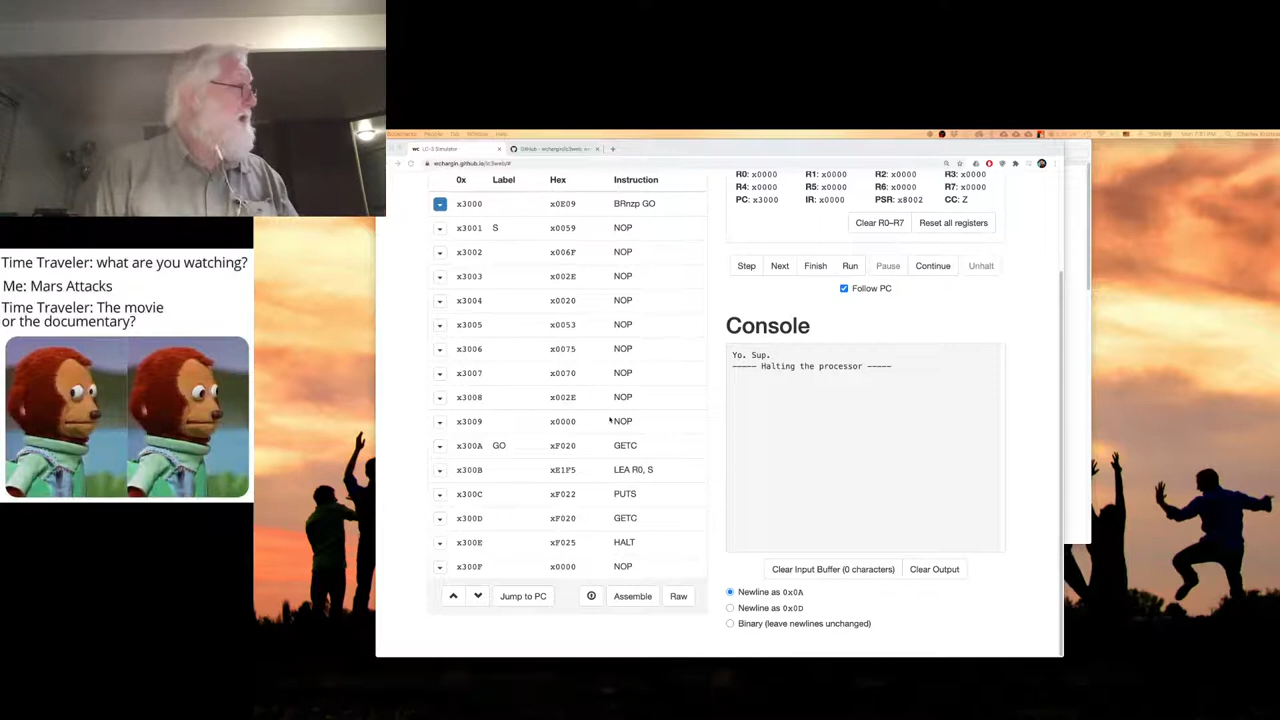 Time Traveler: what are you watching?
Me: Mars Attacks
Time Traveler: The movie
or the documentary?
LC-3 Simulator
wchargin.github.io/lc3web/#
0x Label Hex Instruction
x3000 x0E09 BRnzp GO
x3001 S x0059 NOP
x3002 x006F NOP
x3003 x002E NOP
x3004 x0020 NOP
x3005 x0053 NOP
x3006 x0075 NOP
x3007 x0070 NOP
x3008 x002E NOP
x3009 x0000 NOP
x300A GO xF020 GETC
x300B xE1F5 LEA R0, S
x300C xF022 PUTS
x300D xF020 GETC
x300E xF025 HALT
x300F x0000 NOP
Jump to PC Assemble Raw
R0: x0000 R1: x0000 R2: x0000 R3: x0000
R4: x0000 R5: x0000 R6: x0000 R7: x0000
PC: x3000 IR: x0000 PSR: x8002 CC: Z
Clear R0–R7 Reset all registers
Step Next Finish Run Pause Continue Unhalt
Follow PC
Console
Yo. Sup.
----- Halting the processor -----
Clear Input Buffer (0 characters) Clear Output
Newline as 0x0A
Newline as 0x0D
Binary (leave newlines unchanged)